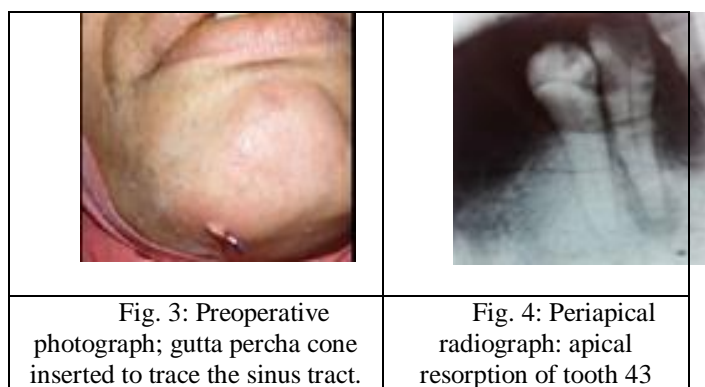 Fig. 3: Preoperative
photograph; gutta percha cone
inserted to trace the sinus tract.
Fig. 4: Periapical
radiograph: apical
resorption of tooth 43